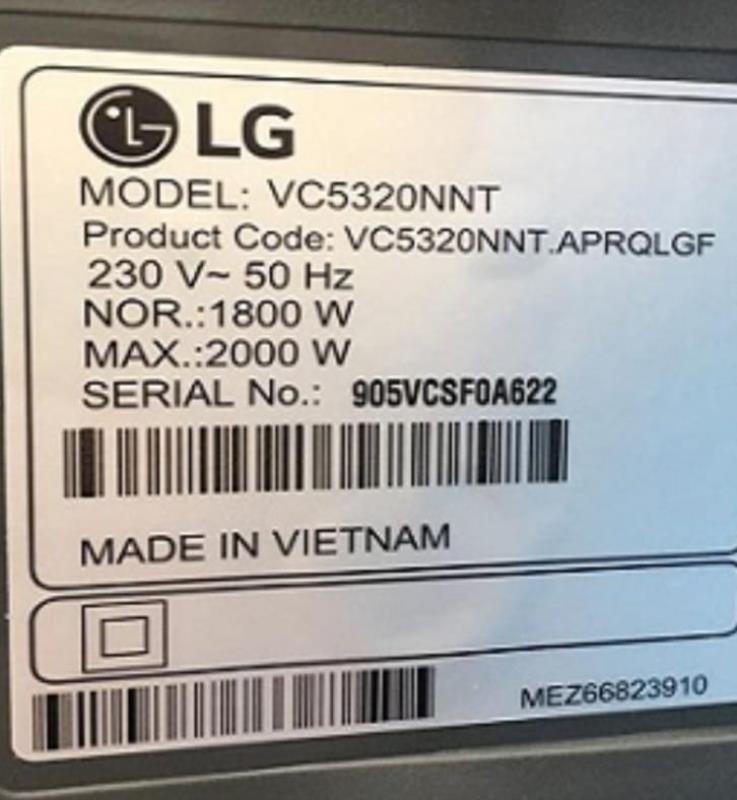 LG
MODEL: VC5320NNT
Product Code: VC5320NNT.APRQLGF
230 V~ 50 Hz
NOR.:1800 W
MAX.:2000 W
SERIAL No.: 905VCSF0A622
MADE IN VIETNAM
MEZ66823910